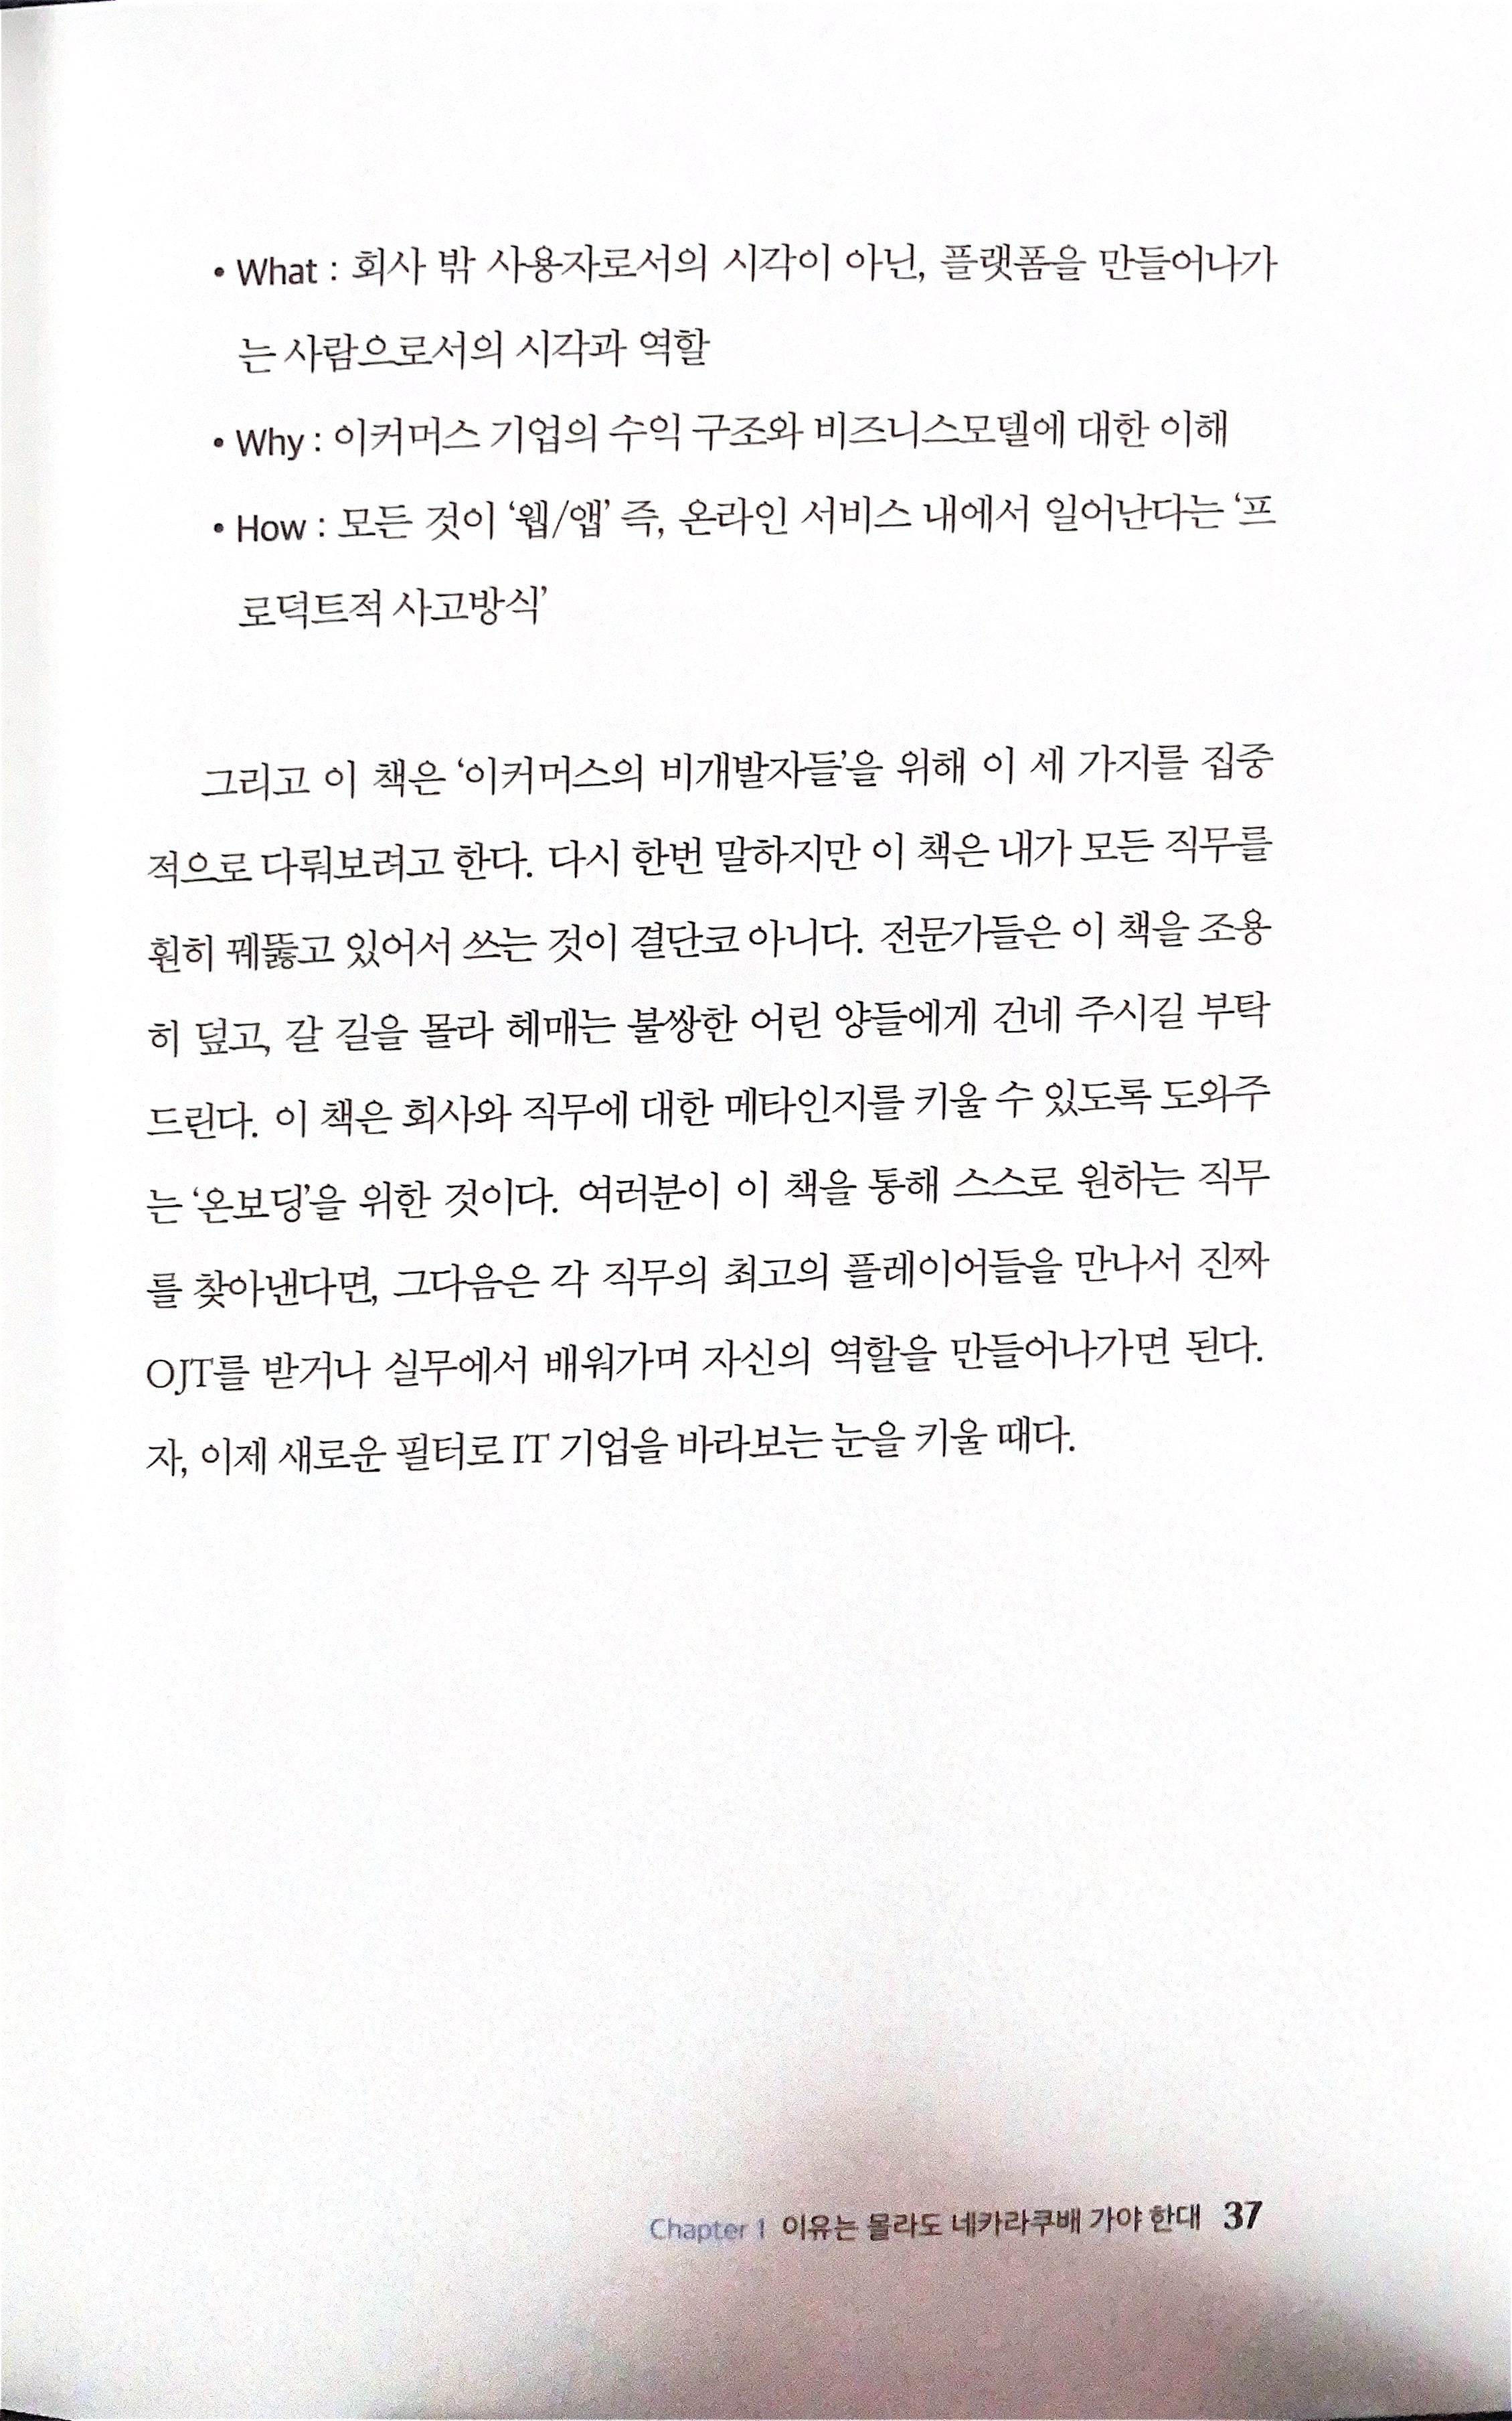 • What : 회사 밖 사용자로서의 시각이 아닌, 플랫폼을 만들어나가
는 사람으로서의 시각과 역할
• Why : 이커머스 기업의 수익 구조와 비즈니스모델에 대한 이해
• How : 모든 것이 ‘웹/앱’ 즉, 온라인 서비스 내에서 일어난다는 ‘프
로덕트적 사고방식’
그리고 이 책은 ‘이커머스의 비개발자들’을 위해 이 세 가지를 집중
적으로 다뤄보려고 한다. 다시 한번 말하지만 이 책은 내가 모든 직무를
훤히 꿰뚫고 있어서 쓰는 것이 결단코 아니다. 전문가들은 이 책을 조용
히 덮고, 갈 길을 몰라 헤매는 불쌍한 어린 양들에게 건네 주시길 부탁
드린다. 이 책은 회사와 직무에 대한 메타인지를 키울 수 있도록 도와주
는 ‘온보딩’을 위한 것이다. 여러분이 이 책을 통해 스스로 원하는 직무
를 찾아낸다면, 그다음은 각 직무의 최고의 플레이어들을 만나서 진짜
OJT를 받거나 실무에서 배워가며 자신의 역할을 만들어나가면 된다.
자, 이제 새로운 필터로 IT 기업을 바라보는 눈을 키울 때다.
Chapter 1 이유는 몰라도 네카라쿠배 가야 한대 37